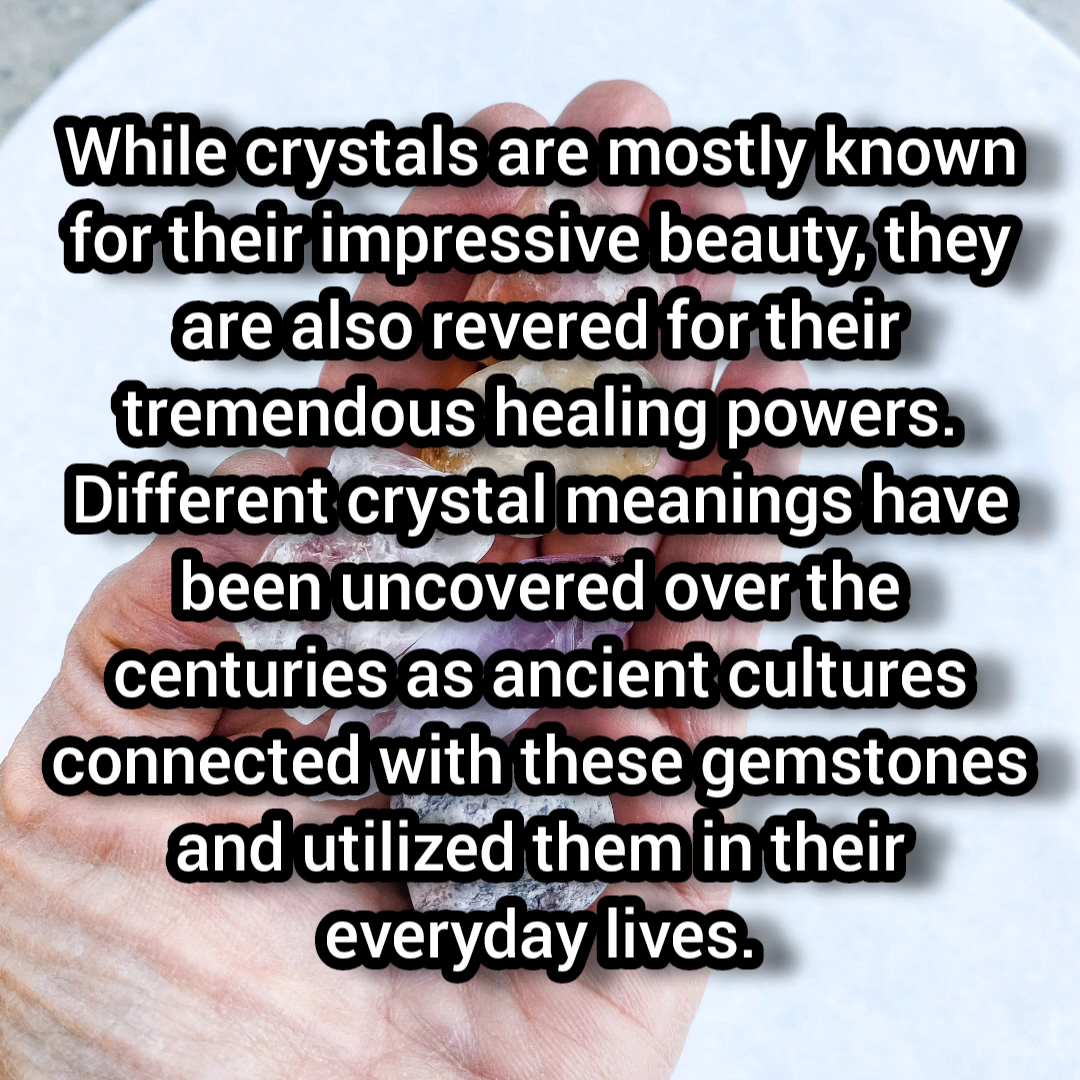 While crystals are mostly known
for their impressive beauty, they
are also revered for their
tremendous healing powers.
Different crystal meanings have
been uncovered over the
centuries as ancient cultures
connected with these gemstones
and utilized them in their
everyday lives.